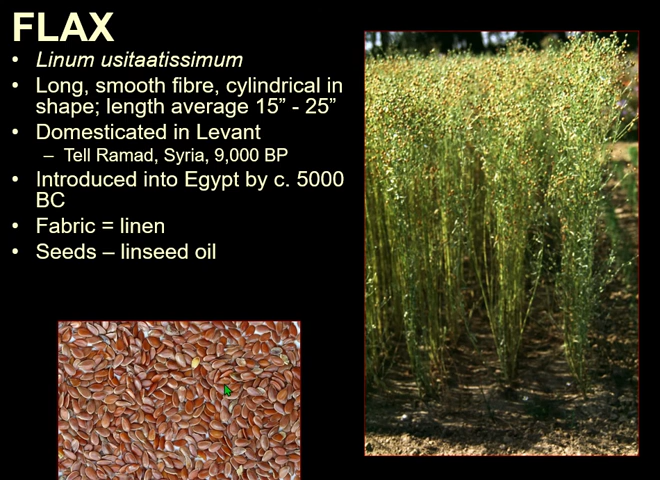 FLAX
• Linum usitaatissimum
• Long, smooth fibre, cylindrical in
shape; length average 15” - 25”
• Domesticated in Levant
– Tell Ramad, Syria, 9,000 BP
• Introduced into Egypt by c. 5000
BC
• Fabric = linen
• Seeds – linseed oil